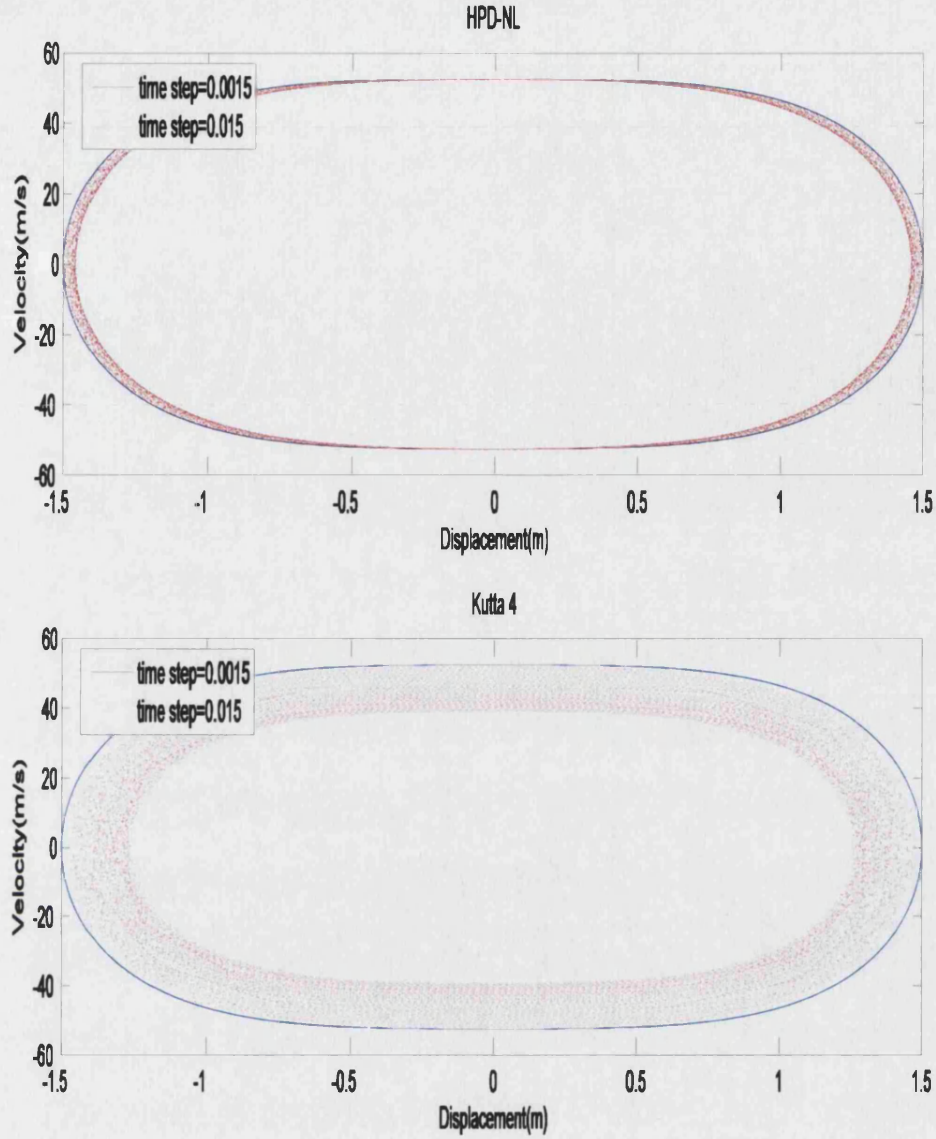 HPD-NL
60
time step=0.0015
time step=0.015
40
20
0
-20
-40
-60
Velocity(m/s)
-1.5
-1
-0.5
0
0.5
1
1.5
Displacement(m)
Kutta 4
60
time step=0.0015
time step=0.015
40
20
0
-20
-40
-60
Velocity(m/s)
-1.5
-1
-0.5
0
0.5
1
1.5
Displacement(m)